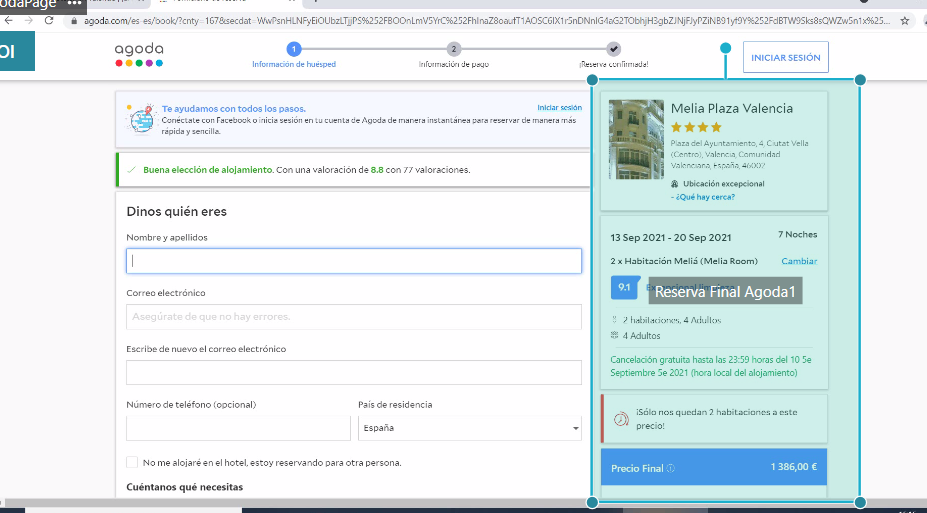 odaPage •••
agoda.com/es-es/book/?cnty=167&secdat=
OI
agoda
1
2
Información de huésped
Información de pago
¡Reserva confirmada!
INICIAR SESIÓN
Te ayudamos con todos los pasos.
Iniciar sesión
Conéctate con Facebook o inicia sesión en tu cuenta de Agoda de manera instantánea para reservar de manera más
rápida y sencilla.
Buena elección de alojamiento. Con una valoración de 8.8 con 77 valoraciones.
Dinos quién eres
Nombre y apellidos
Correo electrónico
Asegúrate de que no hay errores.
Escribe de nuevo el correo electrónico
Número de teléfono (opcional)
País de residencia
España
No me alojaré en el hotel, estoy reservando para otra persona.
Cuéntanos qué necesitas
Melia Plaza Valencia
Plaza del Ayuntamiento, 4, Ciutat Vella
(Centro), Valencia, Comunidad
Valenciana, España, 46002
Ubicación excepcional
- ¿Qué hay cerca?
13 Sep 2021 - 20 Sep 2021
7 Noches
2 x Habitación Meliá (Melia Room)
Cambiar
9.1
Reserva Final Agoda1
2 habitaciones, 4 Adultos
4 Adultos
Cancelación gratuita hasta las 23:59 horas del 10 5e
Septiembre 5e 2021 (hora local del alojamiento)
¡Sólo nos quedan 2 habitaciones a este
precio!
Precio Final
1 386,00 €